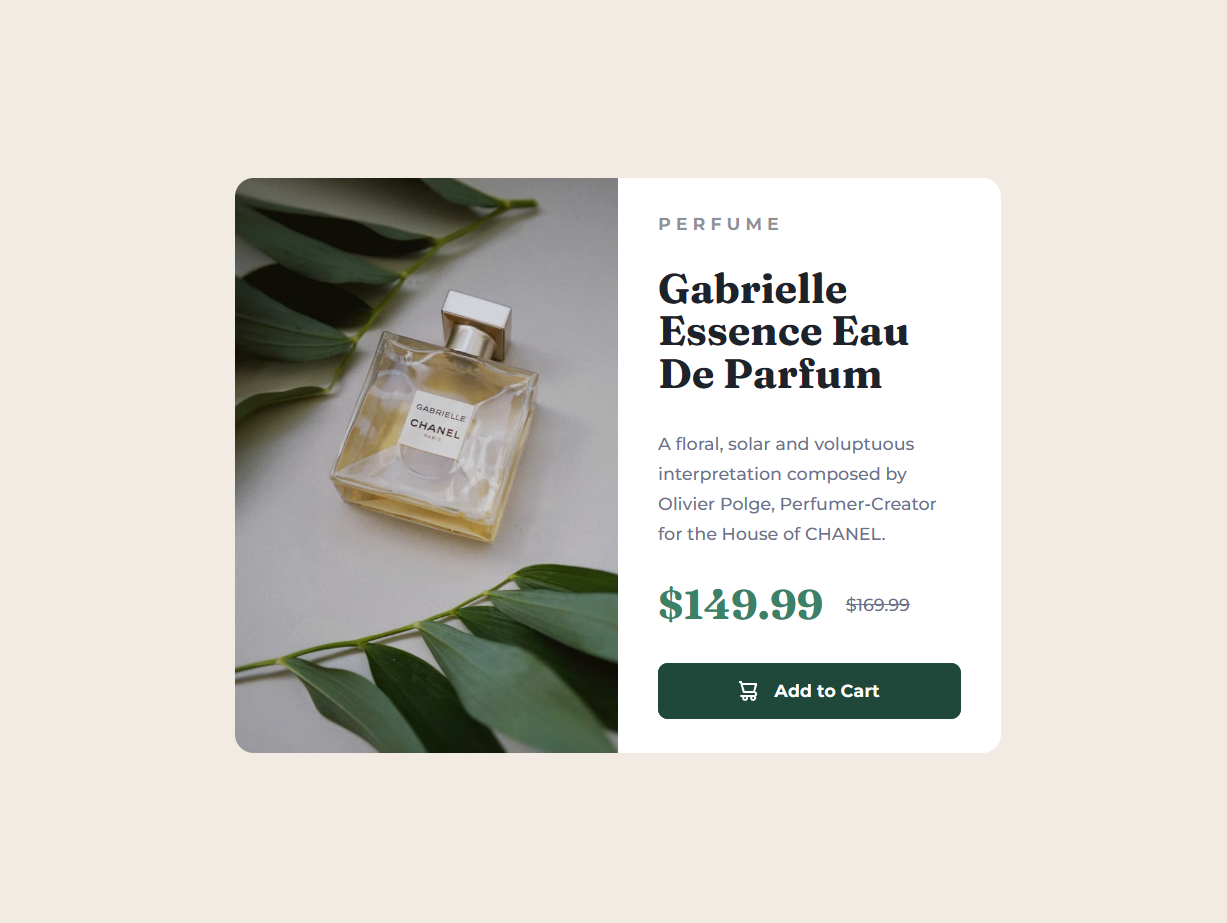 GABRIELLE
CHANEL
PARIS
PERFUME
Gabrielle
Essence Eau
De Parfum
A floral, solar and voluptuous
interpretation composed by
Olivier Polge, Perfumer-Creator
for the House of CHANEL.
$149.99 $169.99
Add to Cart